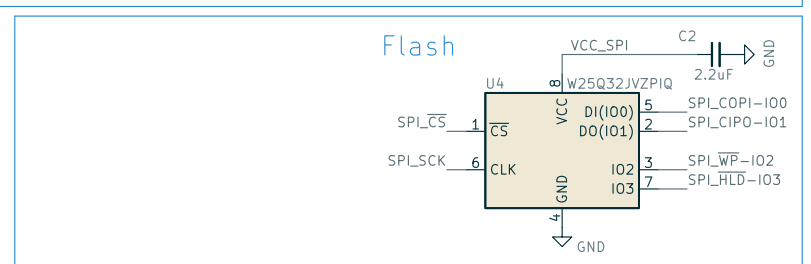 Flash
VCC_SPI
C2
GND
2.2uF
U4
8
W25Q32JVZPIQ
VCC
DI(IO0)
5
SPI_COPI-IO0
SPI_CS
1
CS
DO(IO1)
2
SPI_CIPO-IO1
SPI_SCK
6
CLK
IO2
3
SPI_WP-IO2
IO3
7
SPI_HLD-IO3
GND
4
GND